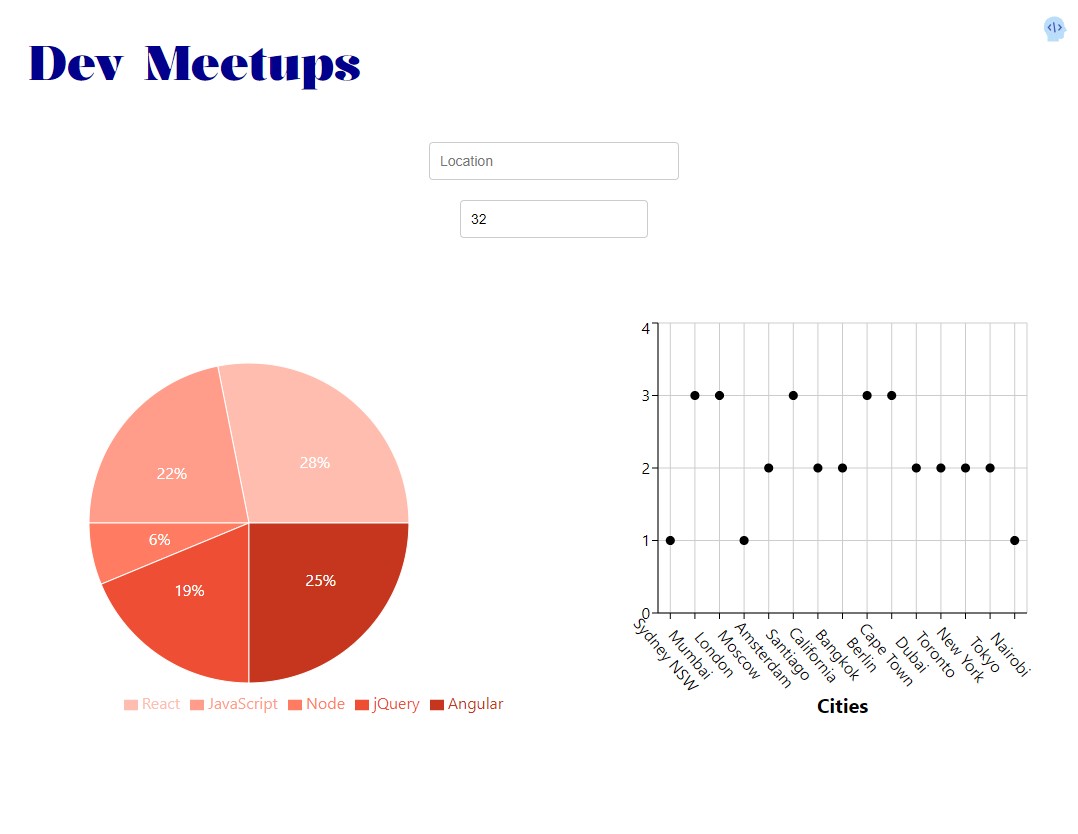 </>
Dev Meetups
Location
32
28%
22%
6%
19%
25%
React JavaScript Node jQuery Angular
4
3
2
1
0
Sydney NSW
Mumbai
London
Moscow
Amsterdam
Santiago
California
Bangkok
Berlin
Cape Town
Dubai
Toronto
New York
Tokyo
Nairobi
Cities